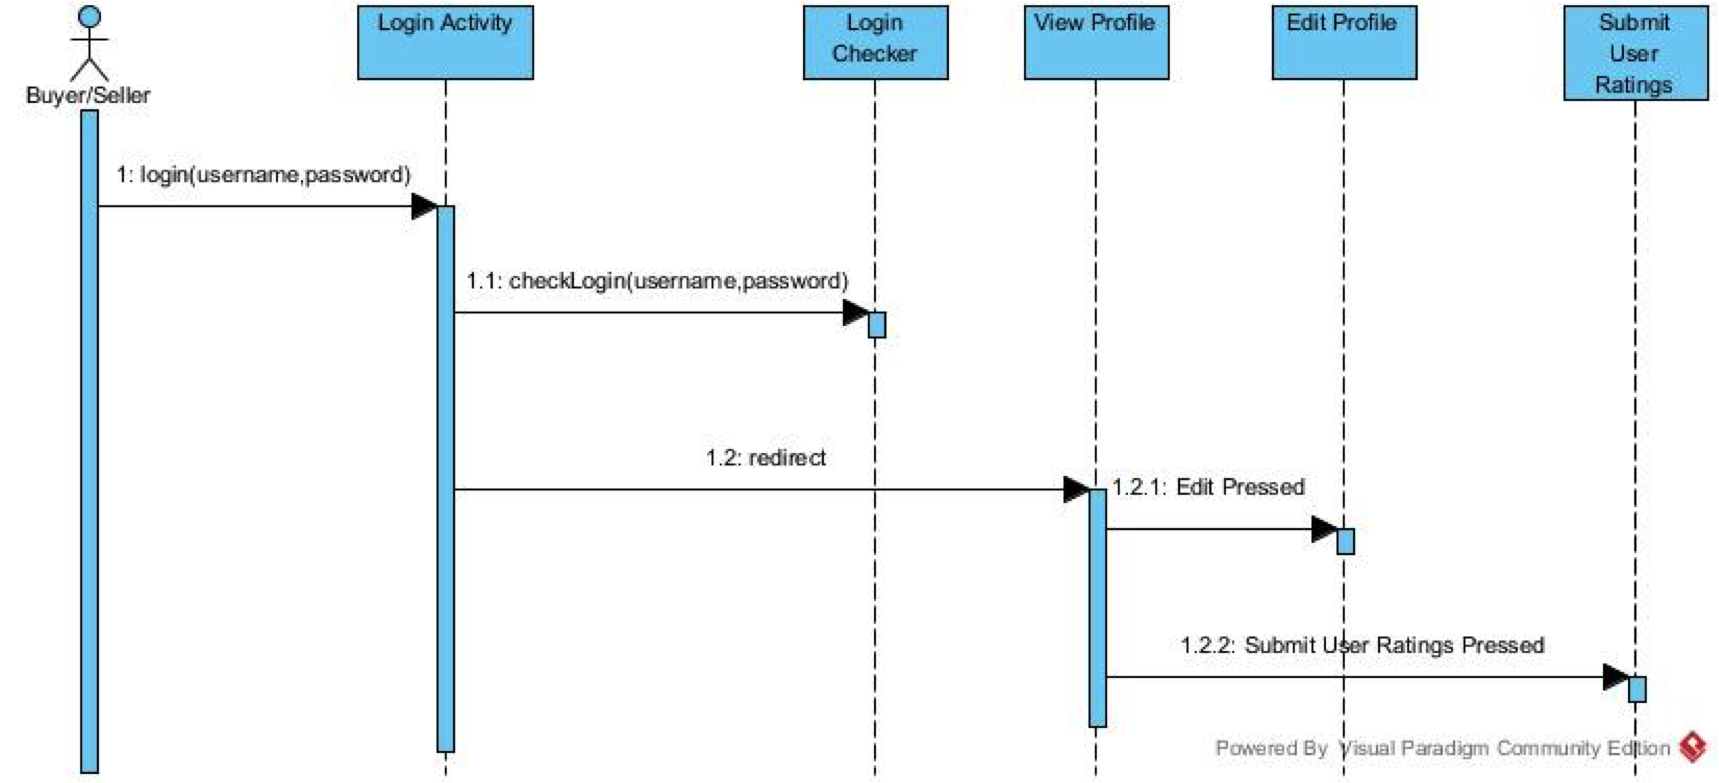 Buyer/Seller
Login Activity
Login
Checker
View Profile
Edit Profile
Submit
User
Ratings
1: login(username,password)
1.1: checkLogin(username,password)
1.2: redirect
1.2.1: Edit Pressed
1.2.2: Submit User Ratings Pressed
Powered By Visual Paradigm Community Edition